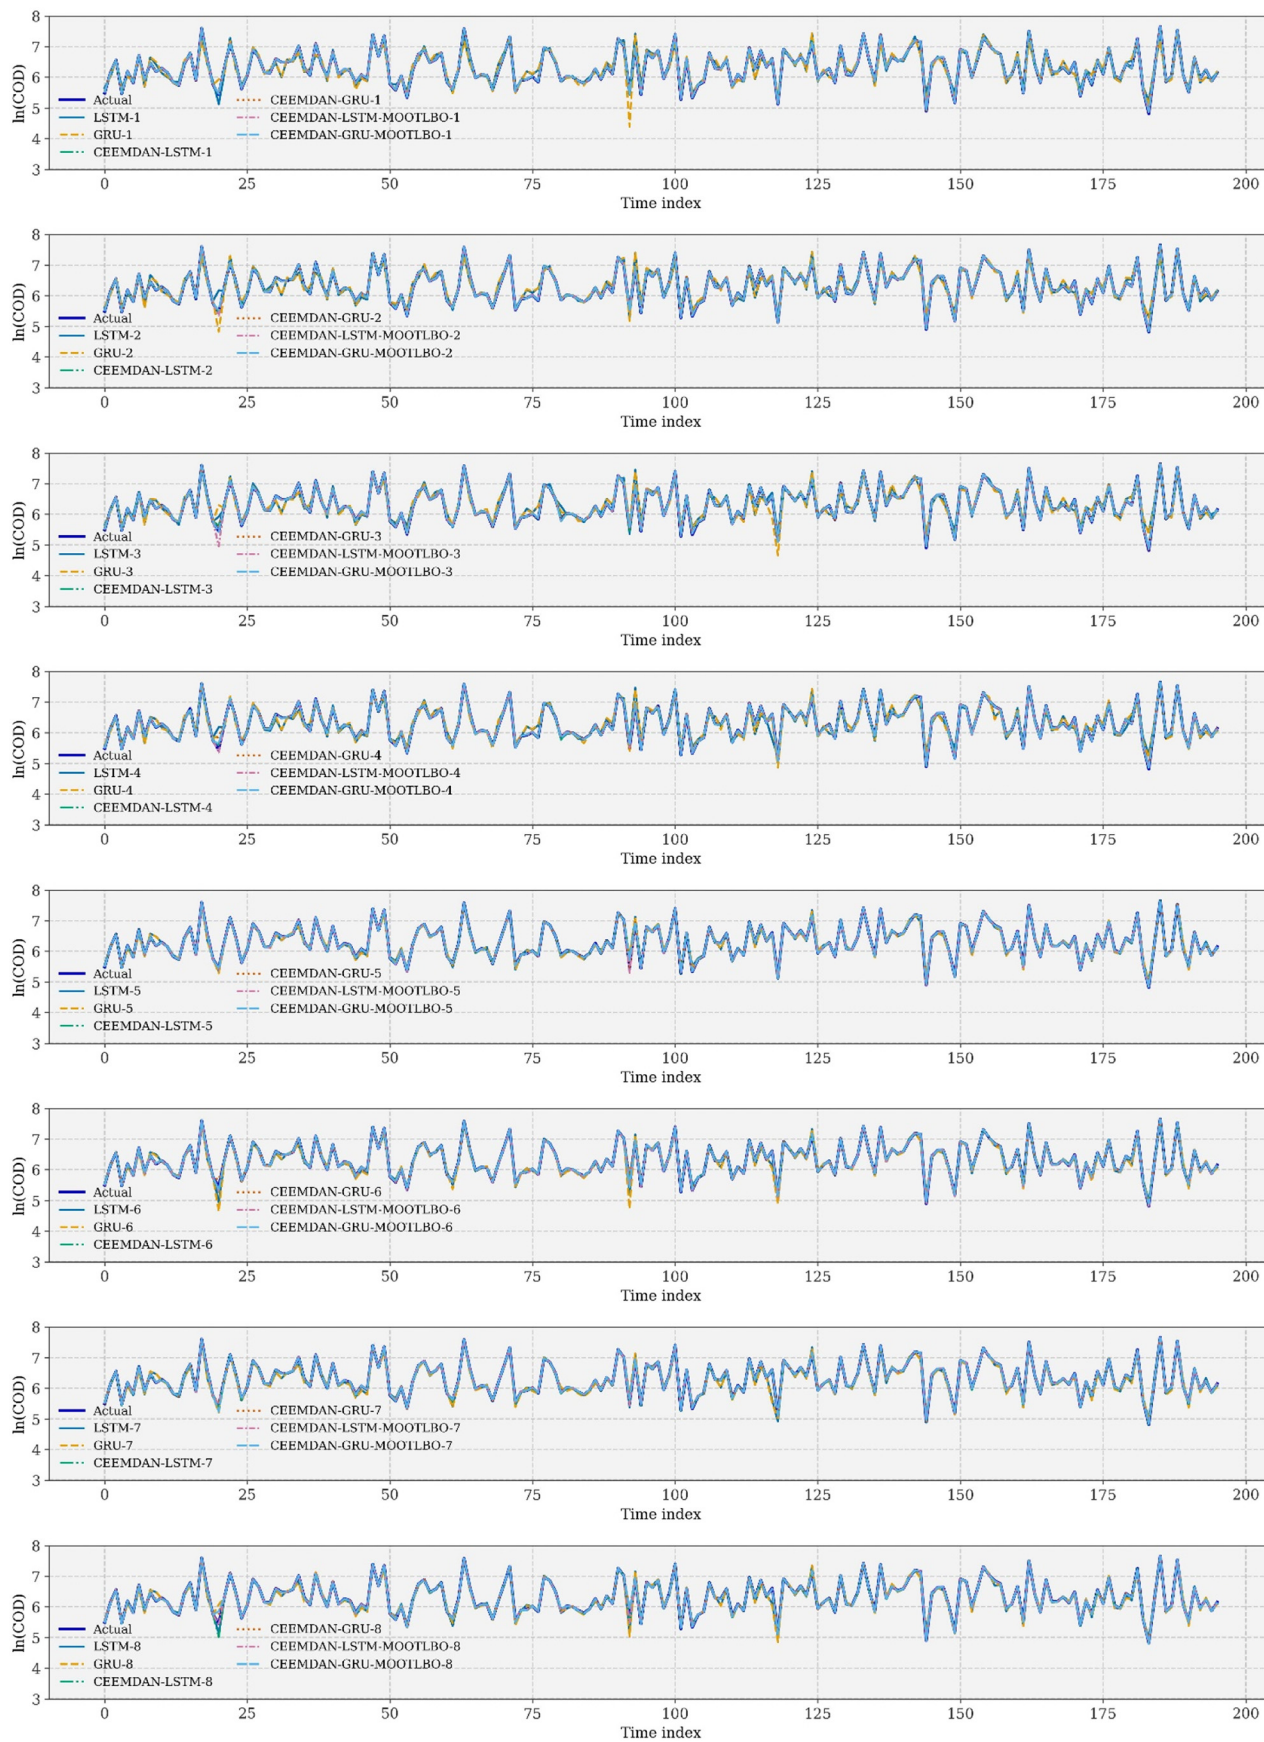 8
7
6
5
4
3
ln(COD)
Actual
LSTM-1
GRU-1
CEEMDAN-LSTM-1
CEEMDAN-GRU-1
CEEMDAN-LSTM-MOOTLBO-1
CEEMDAN-GRU-MOOTLBO-1
0 25 50 75 100 125 150 175 200
Time index
8
7
6
5
4
3
ln(COD)
Actual
LSTM-2
GRU-2
CEEMDAN-LSTM-2
CEEMDAN-GRU-2
CEEMDAN-LSTM-MOOTLBO-2
CEEMDAN-GRU-MOOTLBO-2
0 25 50 75 100 125 150 175 200
Time index
8
7
6
5
4
3
ln(COD)
Actual
LSTM-3
GRU-3
CEEMDAN-LSTM-3
CEEMDAN-GRU-3
CEEMDAN-LSTM-MOOTLBO-3
CEEMDAN-GRU-MOOTLBO-3
0 25 50 75 100 125 150 175 200
Time index
8
7
6
5
4
3
ln(COD)
Actual
LSTM-4
GRU-4
CEEMDAN-LSTM-4
CEEMDAN-GRU-4
CEEMDAN-LSTM-MOOTLBO-4
CEEMDAN-GRU-MOOTLBO-4
0 25 50 75 100 125 150 175 200
Time index
8
7
6
5
4
3
ln(COD)
Actual
LSTM-5
GRU-5
CEEMDAN-LSTM-5
CEEMDAN-GRU-5
CEEMDAN-LSTM-MOOTLBO-5
CEEMDAN-GRU-MOOTLBO-5
0 25 50 75 100 125 150 175 200
Time index
8
7
6
5
4
3
ln(COD)
Actual
LSTM-6
GRU-6
CEEMDAN-LSTM-6
CEEMDAN-GRU-6
CEEMDAN-LSTM-MOOTLBO-6
CEEMDAN-GRU-MOOTLBO-6
0 25 50 75 100 125 150 175 200
Time index
8
7
6
5
4
3
ln(COD)
Actual
LSTM-7
GRU-7
CEEMDAN-LSTM-7
CEEMDAN-GRU-7
CEEMDAN-LSTM-MOOTLBO-7
CEEMDAN-GRU-MOOTLBO-7
0 25 50 75 100 125 150 175 200
Time index
8
7
6
5
4
3
ln(COD)
Actual
LSTM-8
GRU-8
CEEMDAN-LSTM-8
CEEMDAN-GRU-8
CEEMDAN-LSTM-MOOTLBO-8
CEEMDAN-GRU-MOOTLBO-8
0 25 50 75 100 125 150 175 200
Time index